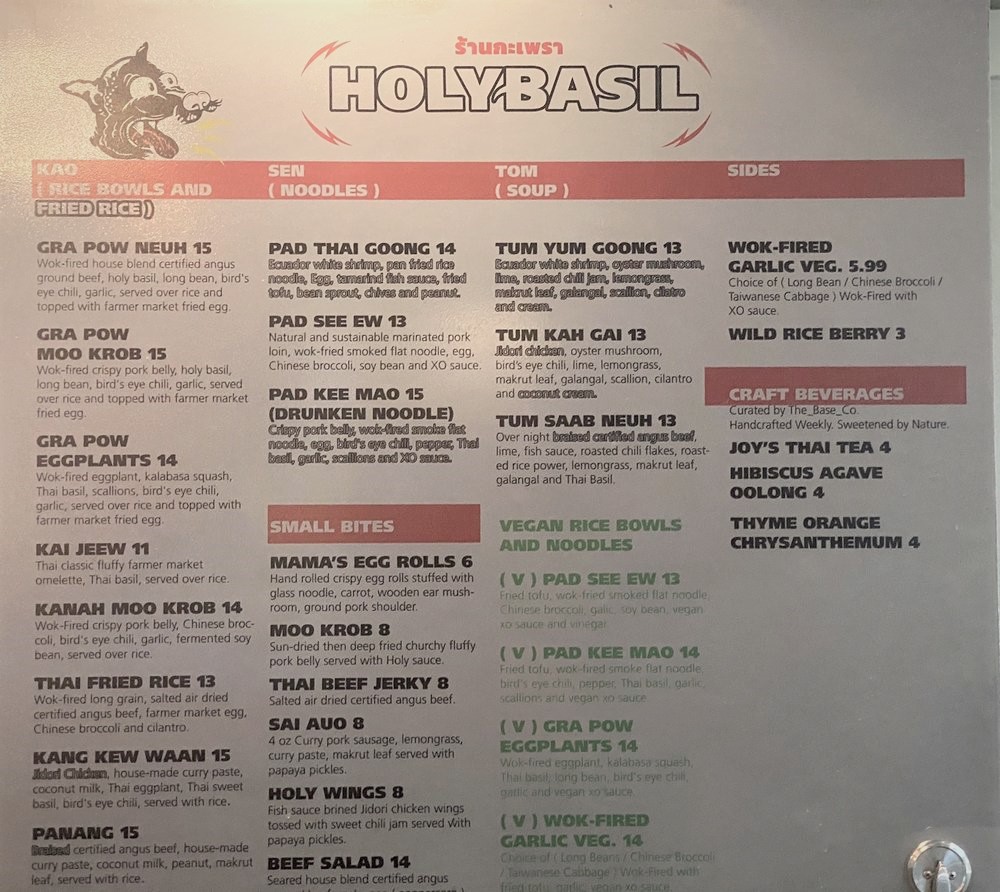 ร้านกะเพรา
HOLYBASIL
KAO
( RICE BOWLS AND
FRIED RICE )
GRA POW NEUH 15
Wok-fired house blend certified angus
ground beef, holy basil, long bean, bird's
eye chili, garlic, served over rice and
topped with farmer market fried egg.
GRA POW
MOO KROB 15
Wok-fired crispy pork belly, holy basil,
long bean, bird's eye chili, garlic, served
over rice and topped with farmer market
fried egg.
GRA POW
EGGPLANTS 14
Wok-fired eggplant, kalabasa squash,
Thai basil, scallions, bird's eye chili,
garlic, served over rice and topped with
farmer market fried egg.
KAI JEEW 11
Thai classic fluffy farmer market
omelette, Thai basil, served over rice.
KANAH MOO KROB 14
Wok-Fired crispy pork belly, Chinese broc-
coli, bird's eye chili, garlic, fermented soy
bean, served over rice.
THAI FRIED RICE 13
Wok-fired long grain, salted air dried
certified angus beef, farmer market egg,
Chinese broccoli and cilantro.
KANG KEW WAAN 15
Jidori Chicken, house-made curry paste,
coconut milk, Thai eggplant, Thai sweet
basil, bird's eye chili, served with rice.
PANANG 15
Braised certified angus beef, house-made
curry paste, coconut milk, peanut, makrut
leaf, served with rice.
SEN
( NOODLES )
PAD THAI GOONG 14
Ecuador white shrimp, pan fried rice
noodle, Egg, tamarind fish sauce, fried
tofu, bean sprout, chives and peanut.
PAD SEE EW 13
Natural and sustainable marinated pork
loin, wok-fried smoked flat noodle, egg,
Chinese broccoli, soy bean and XO sauce.
PAD KEE MAO 15
(DRUNKEN NOODLE)
Crispy pork belly, wok-fired smoke flat
noodle, egg, bird's eye chili, pepper, Thai
basil, garlic, scallions and XO sauce.
SMALL BITES
MAMA'S EGG ROLLS 6
Hand rolled crispy egg rolls stuffed with
glass noodle, carrot, wooden ear mush-
room, ground pork shoulder.
MOO KROB 8
Sun-dried then deep fried churchy fluffy
pork belly served with Holy sauce.
THAI BEEF JERKY 8
Salted air dried certified angus beef.
SAI AUO 8
4 oz Curry pork sausage, lemongrass,
curry paste, makrut leaf served with
papaya pickles.
HOLY WINGS 8
Fish sauce brined Jidori chicken wings
tossed with sweet chili jam served with
papaya pickles.
BEEF SALAD 14
Seared house blend certified angus
TOM
( SOUP )
TUM YUM GOONG 13
Ecuador white shrimp, oyster mushroom,
lime, roasted chili jam, lemongrass,
makrut leaf, galangal, scallion, cilatro
and cream.
TUM KAH GAI 13
Jidori chicken, oyster mushroom,
bird's eye chili, lime, lemongrass,
makrut leaf, galangal, scallion, cilantro
and coconut cream.
TUM SAAB NEUH 13
Over night braised certified angus beef,
lime, fish sauce, roasted chili flakes, roast-
ed rice power, lemongrass, makrut leaf,
galangal and Thai Basil.
VEGAN RICE BOWLS
AND NOODLES
( V ) PAD SEE EW 13
Fried tofu, wok-fried smoked flat noodle,
Chinese broccoli, galic, soy bean, vegan
xo sauce and vinegar.
( V ) PAD KEE MAO 14
Fried tofu, wok-fired smoke flat noodle,
bird's eye chili, pepper, Thai basil, garlic,
scallions and vegan xo sauce
( V ) GRA POW
EGGPLANTS 14
Wok-fired eggplant, kalabasa squash,
Thai basil, long bean, bird's eye chili,
garlic and vegan xo sauce.
( V ) WOK-FIRED
GARLIC VEG. 14
Choice of ( Long Beans / Chinese Broccoli
/ Taiwanese Cabbage ) Wok-Fired with
fried tofu, garlic, vegan xo sauce.
SIDES
WOK-FIRED
GARLIC VEG. 5.99
Choice of ( Long Bean / Chinese Broccoli /
Taiwanese Cabbage ) Wok-Fired with
XO sauce.
WILD RICE BERRY 3
CRAFT BEVERAGES
Curated by The_Base_Co.
Handcrafted Weekly. Sweetened by Nature.
JOY'S THAI TEA 4
HIBISCUS AGAVE
OOLONG 4
THYME ORANGE
CHRYSANTHEMUM 4